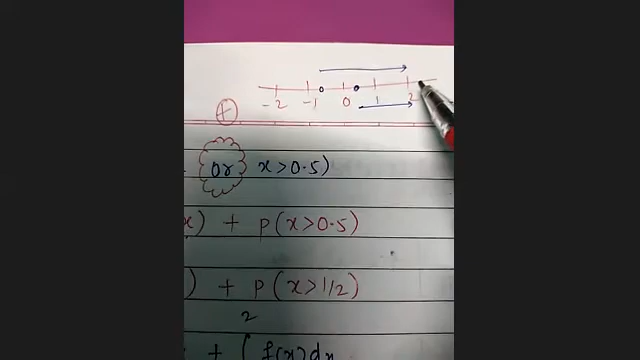 -2 -1 0 1 2
+
or x>0.5)
x) + p(x>0.5)
) + p(x>1/2)
2
+ ∫ f(x)dx